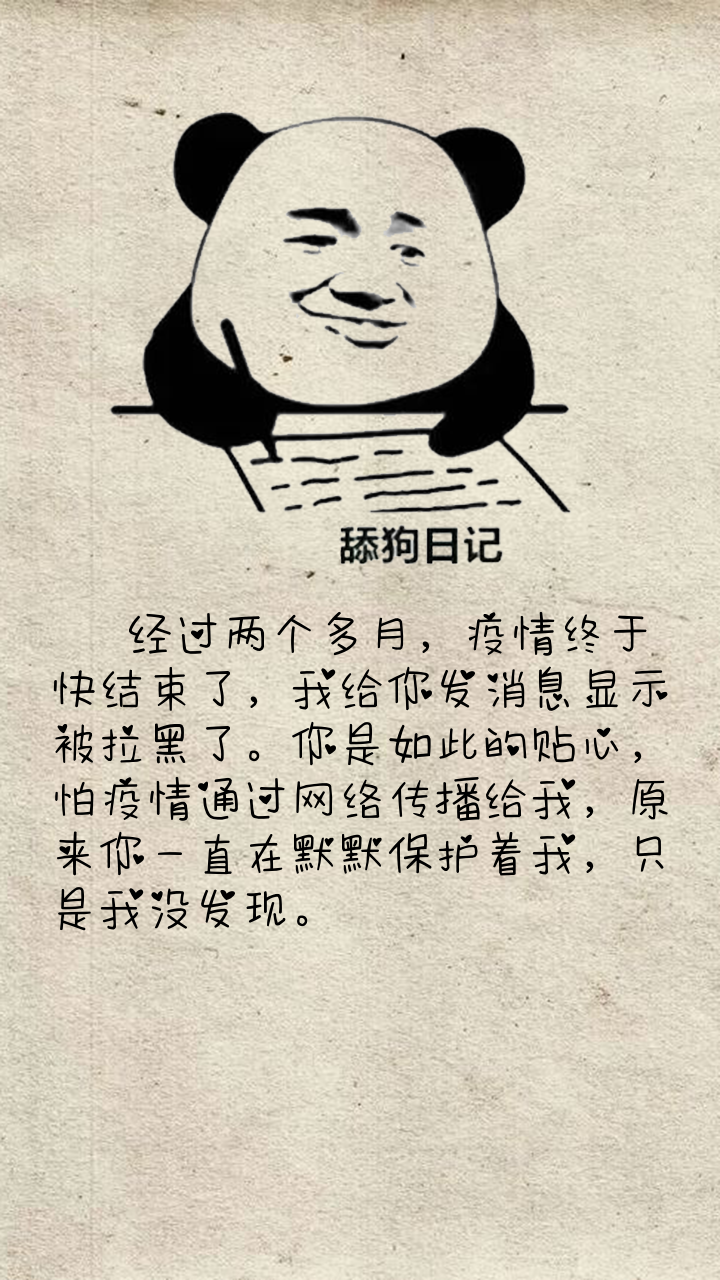 舔狗日记
经过两个多月，疫情终于
快结束了，我给你发消息显示
被拉黑了。你是如此的贴心，
怕疫情通过网络传播给我，原
来你一直在默默保护着我，只
是我没发现。